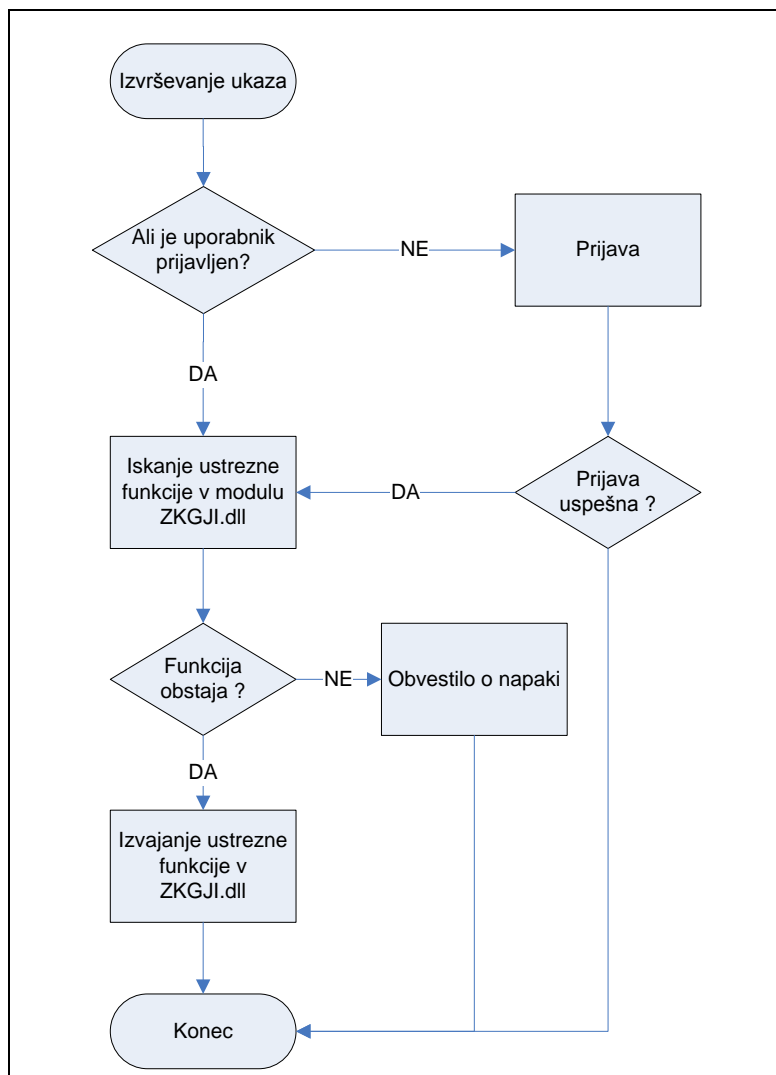 Izvrševanje ukaza
Ali je uporabnik
prijavljen?
NE
Prijava
DA
Iskanje ustrezne
funkcije v modulu
ZKGJI.dll
DA
Prijava
uspešna ?
Funkcija
obstaja ?
NE
Obvestilo o napaki
DA
Izvajanje ustrezne
funkcije v
ZKGJI.dll
Konec